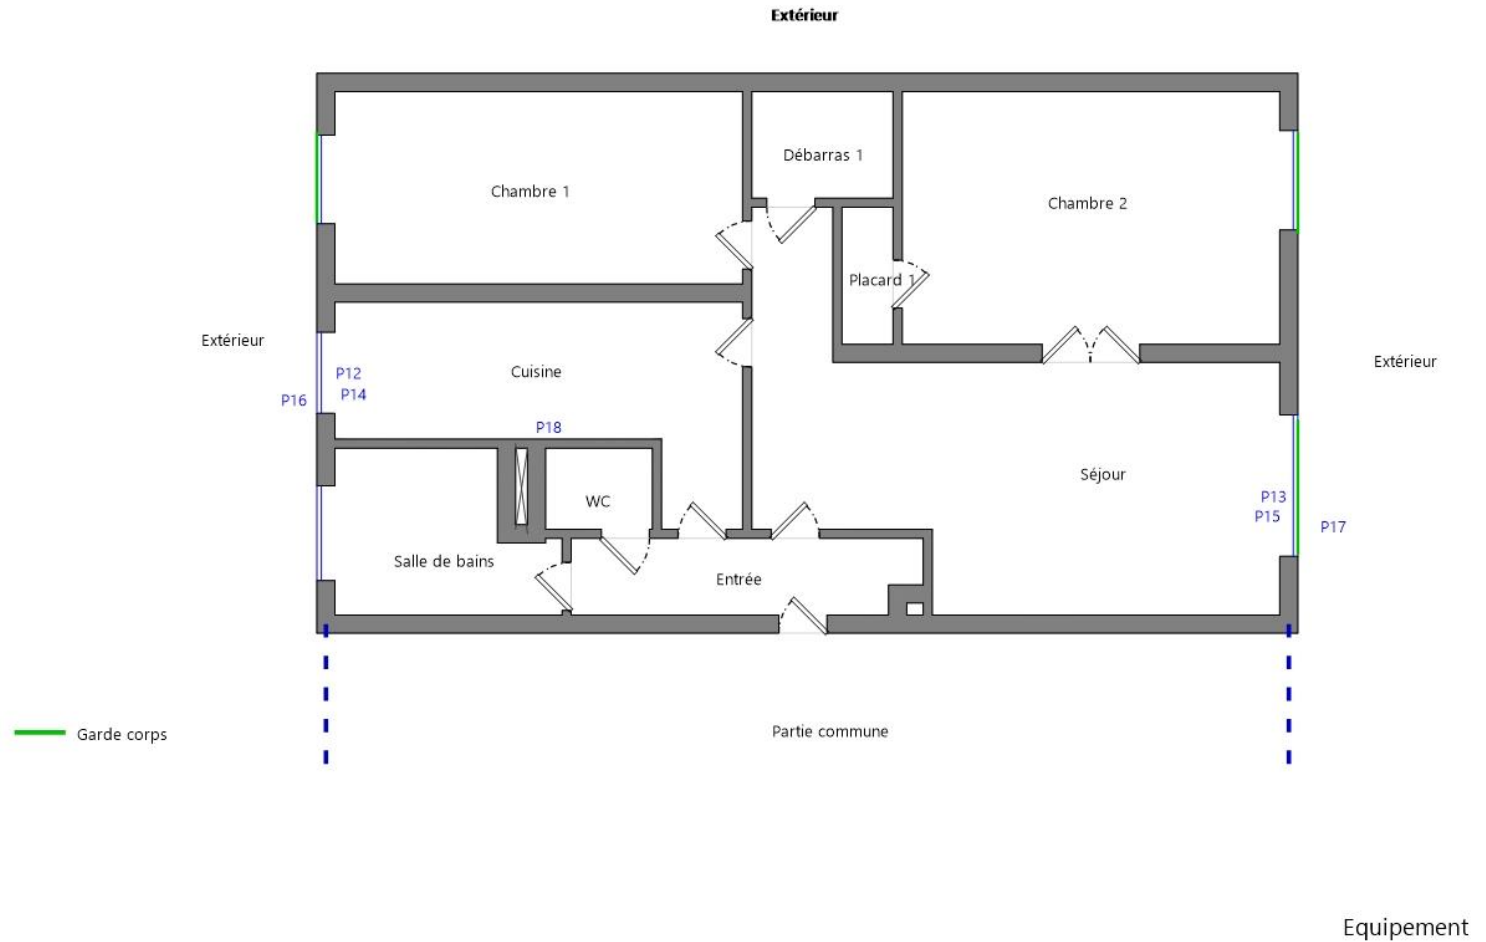 Extérieur
Débarras 1
Chambre 1
Chambre 2
Placard 1
Extérieur
Extérieur
Cuisine
P12
P14
P16
P18
Séjour
WC
P13
P15
P17
Salle de bains
Entrée
Garde corps
Partie commune
Equipement